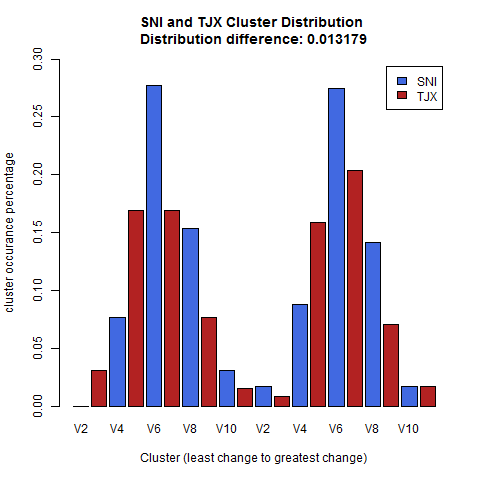 SNI and TJX Cluster Distribution
Distribution difference: 0.013179
SNI
TJX
cluster occurance percentage
0.30
0.25
0.20
0.15
0.10
0.05
0.00
V2 V4 V6 V8 V10 V2 V4 V6 V8 V10
Cluster (least change to greatest change)